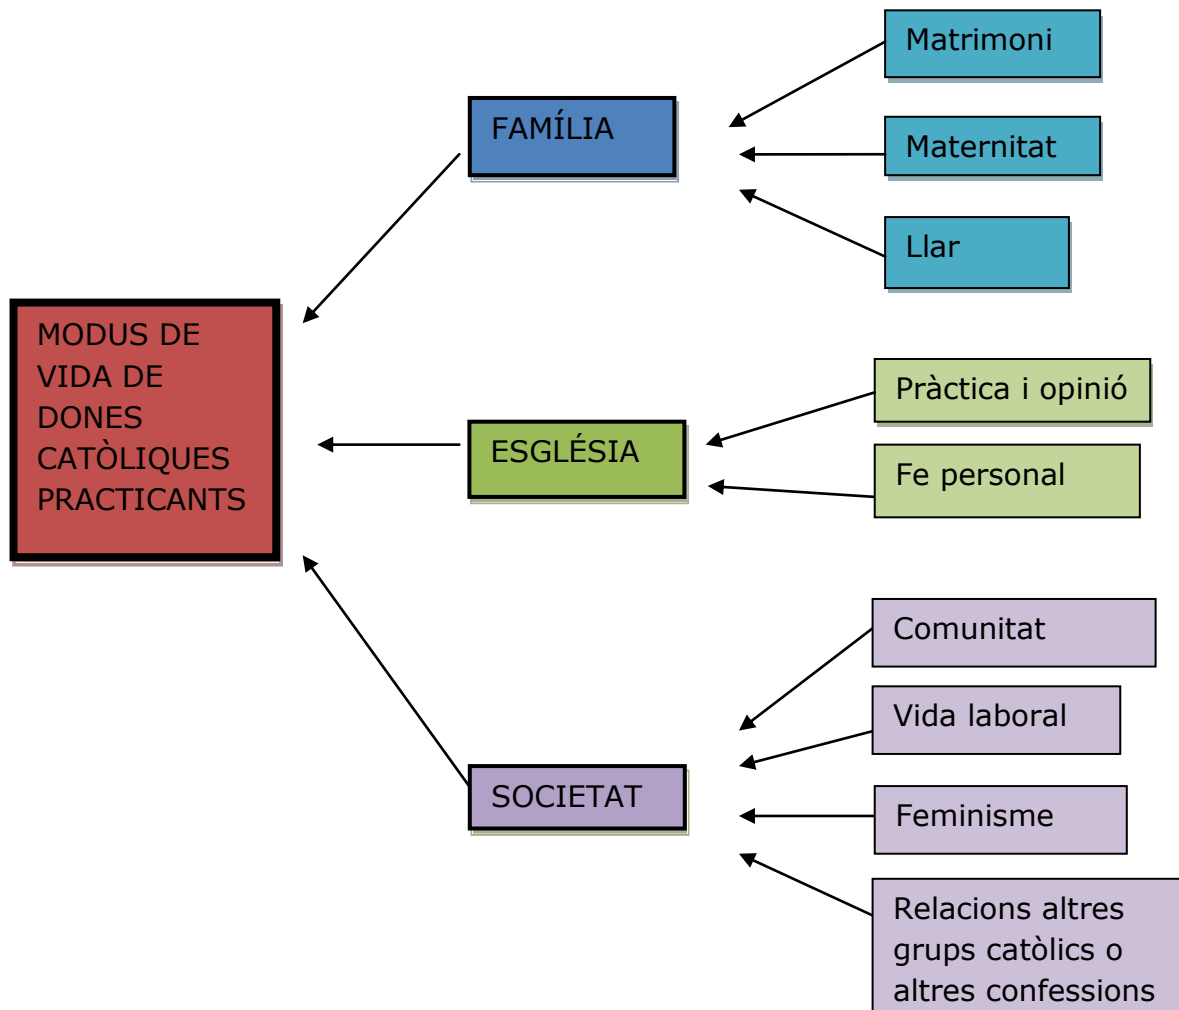 MODUS DE
VIDA DE
DONES
CATÒLIQUES
PRACTICANTS
FAMÍLIA
Matrimoni
Maternitat
Llar
ESGLÉSIA
Pràctica i opinió
Fe personal
SOCIETAT
Comunitat
Vida laboral
Feminisme
Relacions altres
grups catòlics o
altres confessions